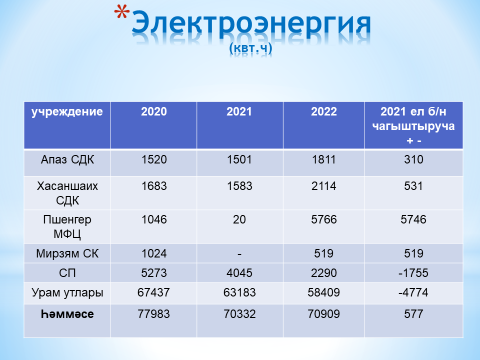 *Электроэнергия
(квт.ч)
учреждение 2020 2021 2022 2021 ел б/н
чагыштыруча
+ -
Апаз СДК 1520 1501 1811 310
Хасаншаих
СДК 1683 1583 2114 531
Пшенгер
МФЦ 1046 20 5766 5746
Мирзям СК 1024 - 519 519
СП 5273 4045 2290 -1755
Урам утлары 67437 63183 58409 -4774
Һәммәсе 77983 70332 70909 577